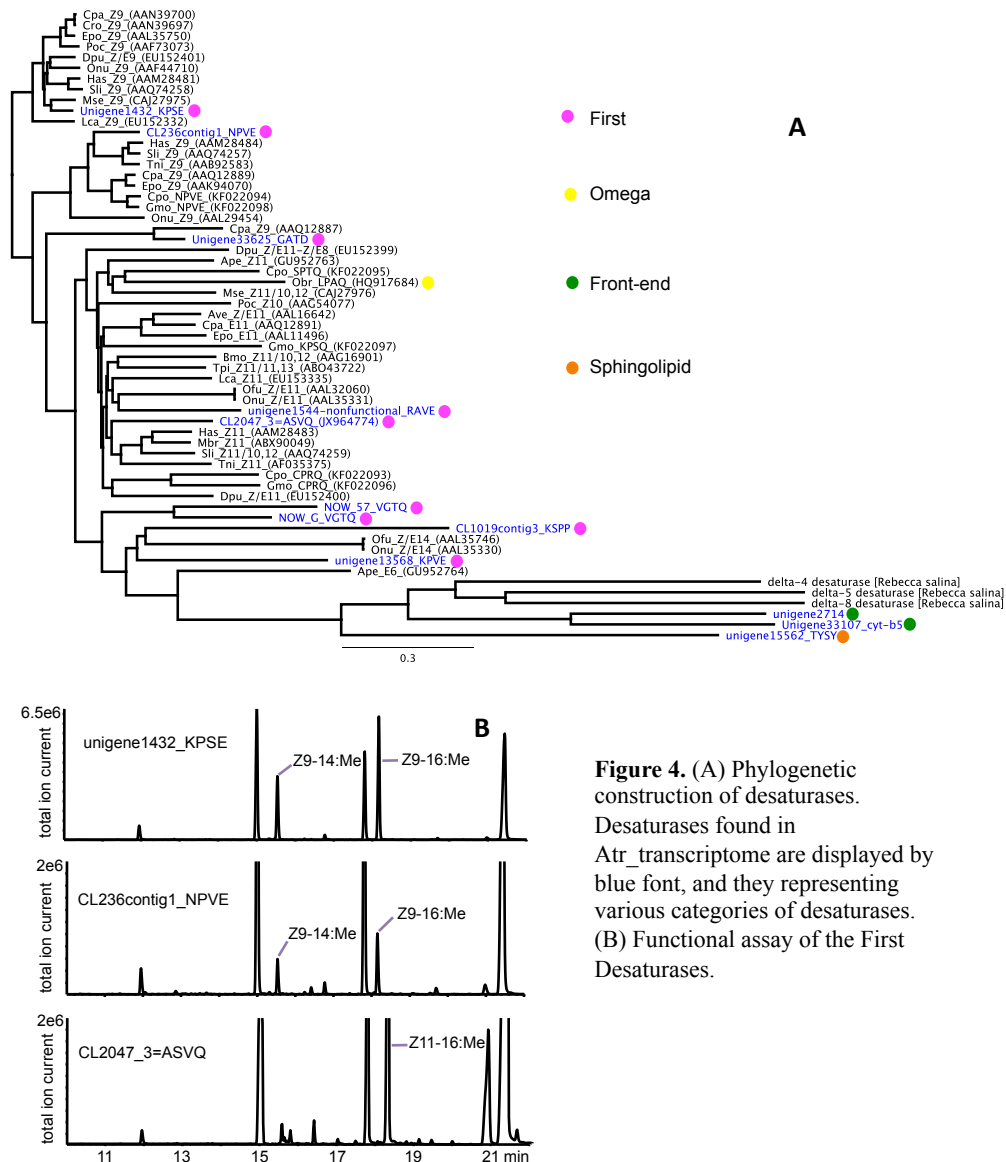 Cpa_Z9_(AAN39700)
Cro_Z9_(AAN39697)
Epo_Z9_(AAL35750)
Poc_Z9_(AAF73073)
Dpu_Z/E9_(EU152401)
Onu_Z9_(AAF44710)
Has_Z9_(AAM28481)
Sli_Z9_(AAQ74258)
Mse_Z9_(CAJ27975)
Unigene1432_KPSE
Lca_Z9_(EU152332)
CL236contig1_NPVE
Has_Z9_(AAM28484)
Sli_Z9_(AAQ74257)
Tni_Z9_(AAB92583)
Cpa_Z9_(AAQ12889)
Epo_Z9_(AAK94070)
Cpo_NPVE_(KF022094)
Gmo_NPVE_(KF022098)
Onu_Z9_(AAL29454)
Cpa_Z9_(AAQ12887)
Unigene33625_GATD
Dpu_Z/E11-Z/E8_(EU152399)
Ape_Z11_(GU952763)
Cpo_SPTQ_(KF022095)
Obr_LPAQ_(HQ917684)
Mse_Z11/10,12_(CAJ27976)
Poc_Z10_(AAG54077)
Ave_Z/E11_(AAL16642)
Cpa_E11_(AAQ12891)
Epo_E11_(AAL11496)
Gmo_KPSQ_(KF022097)
Bmo_Z11/10,12_(AAG16901)
Tpi_Z11/11,13_(ABO43722)
Lca_Z11_(EU153335)
Ofu_Z/E11_(AAL32060)
Onu_Z/E11_(AAL35331)
unigene1544-nonfunctional_RAVE
CL2047_3=ASVQ_(JX964774)
Has_Z11_(AAM28483)
Mbr_Z11_(ABX90049)
Sli_Z11/10,12_(AAQ74259)
Tni_Z11_(AF035375)
Cpo_CPRQ_(KF022093)
Gmo_CPRQ_(KF022096)
Dpu_Z/E11_(EU152400)
NOW_57_VGTQ
NOW_G_VGTQ
CL1019contig3_KSPP
Ofu_Z/E14_(AAL35746)
Onu_Z/E14_(AAL35330)
unigene13568_KPVE
Ape_E6_(GU952764)
delta-4 desaturase [Rebecca salina]
delta-5 desaturase [Rebecca salina]
delta-8 desaturase [Rebecca salina]
unigene2714
Unigene33107_cyt-b5
unigene15562_TYSY
0.3
A
First
Omega
Front-end
Sphingolipid
B
6.5e6
total ion current
unigene1432_KPSE
Z9-14:Me
Z9-16:Me
2e6
total ion current
CL236contig1_NPVE
Z9-14:Me
Z9-16:Me
2e6
total ion current
CL2047_3=ASVQ
Z11-16:Me
11 13 15 17 19 21 min
Figure 4. (A) Phylogenetic
construction of desaturases.
Desaturases found in
Atr_transcriptome are displayed by
blue font, and they representing
various categories of desaturases.
(B) Functional assay of the First
Desaturases.